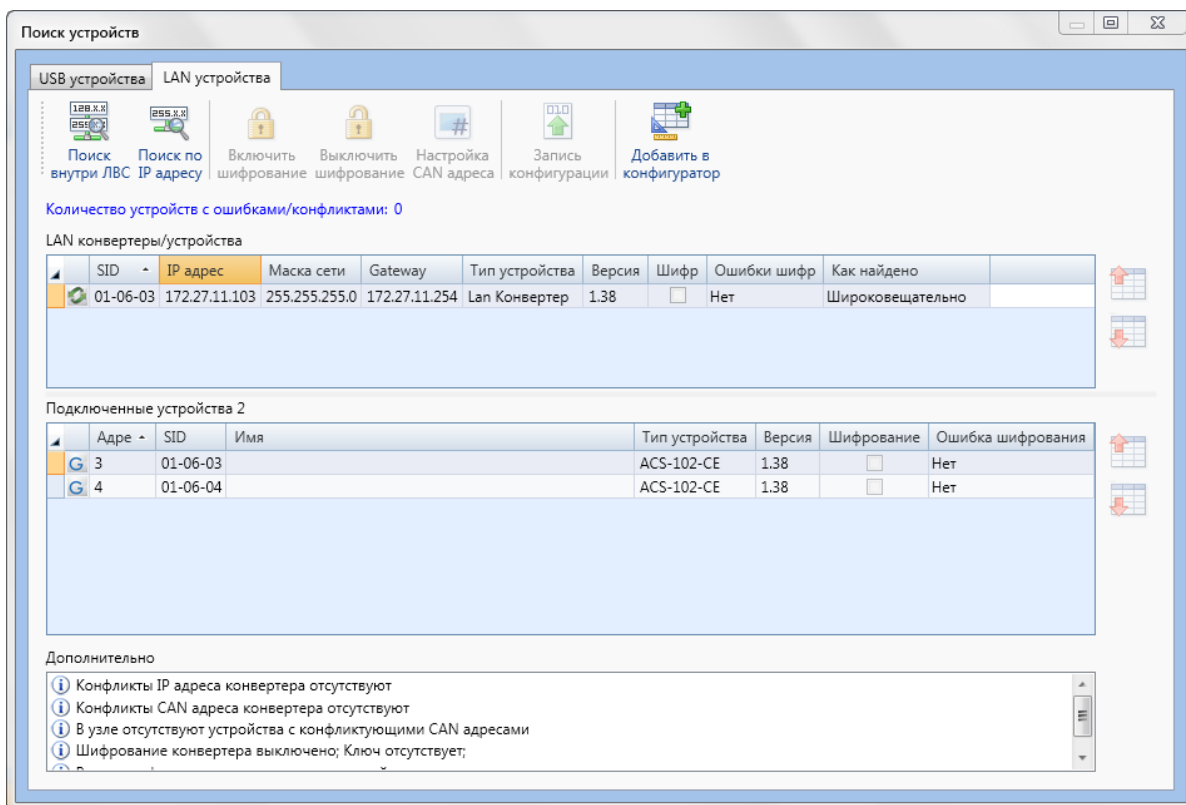 Поиск устройств
USB устройства LAN устройства
128.x.x
255.x.x
010
#
Поиск внутри ЛВС
Поиск по IP адресу
Включить шифрование
Выключить шифрование
Настройка CAN адреса
Запись конфигурации
Добавить в конфигуратор
Количество устройств с ошибками/конфликтами: 0
LAN конвертеры/устройства
SID IP адрес Маска сети Gateway Тип устройства Версия Шифр Ошибки шифр Как найдено
01-06-03 172.27.11.103 255.255.255.0 172.27.11.254 Lan Конвертер 1.38 Нет Широковещательно
Подключенные устройства 2
Адре SID Имя Тип устройства Версия Шифрование Ошибка шифрования
G 3 01-06-03 ACS-102-CE 1.38 Нет
G 4 01-06-04 ACS-102-CE 1.38 Нет
Дополнительно
Конфликты IP адреса конвертера отсутствуют
Конфликты CAN адреса конвертера отсутствуют
В узле отсутствуют устройства с конфликтующими CAN адресами
Шифрование конвертера выключено; Ключ отсутствует;